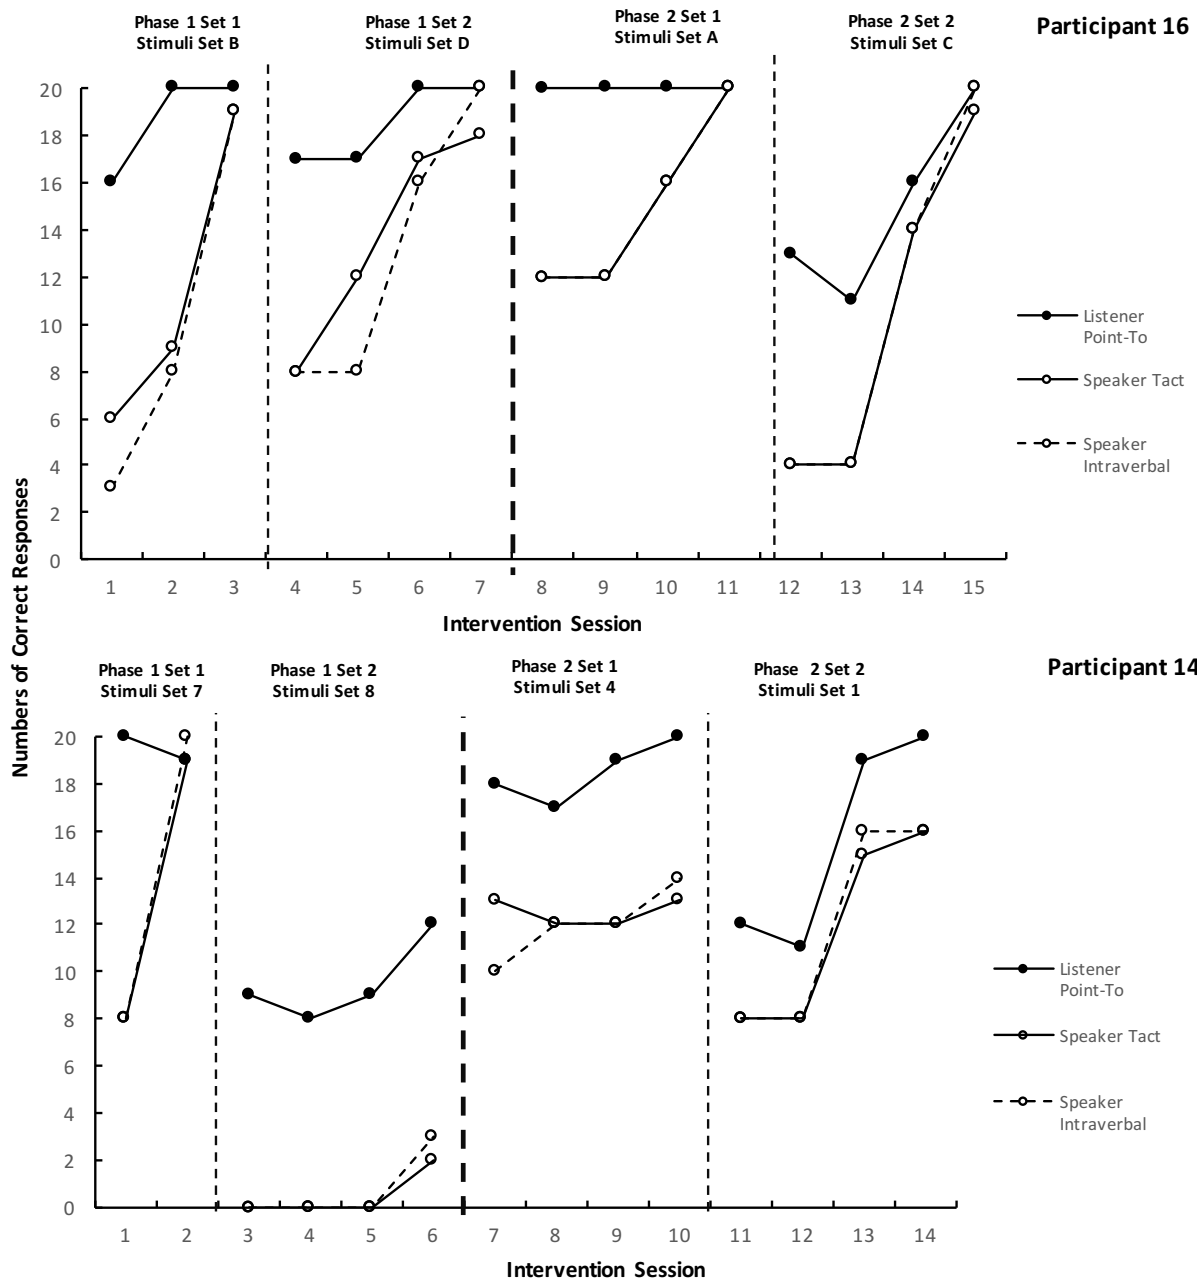 Phase 1 Set 1
Stimuli Set B
Phase 1 Set 2
Stimuli Set D
Phase 2 Set 1
Stimuli Set A
Phase 2 Set 2
Stimuli Set C
Participant 16
20
18
16
14
12
10
8
6
4
2
0
1 2 3 4 5 6 7 8 9 10 11 12 13 14 15
Intervention Session
Listener
Point-To
Speaker Tact
Speaker
Intraverbal
Numbers of Correct Responses
Phase 1 Set 1
Stimuli Set 7
Phase 1 Set 2
Stimuli Set 8
Phase 2 Set 1
Stimuli Set 4
Phase 2 Set 2
Stimuli Set 1
Participant 14
20
18
16
14
12
10
8
6
4
2
0
1 2 3 4 5 6 7 8 9 10 11 12 13 14
Intervention Session
Listener
Point-To
Speaker Tact
Speaker
Intraverbal